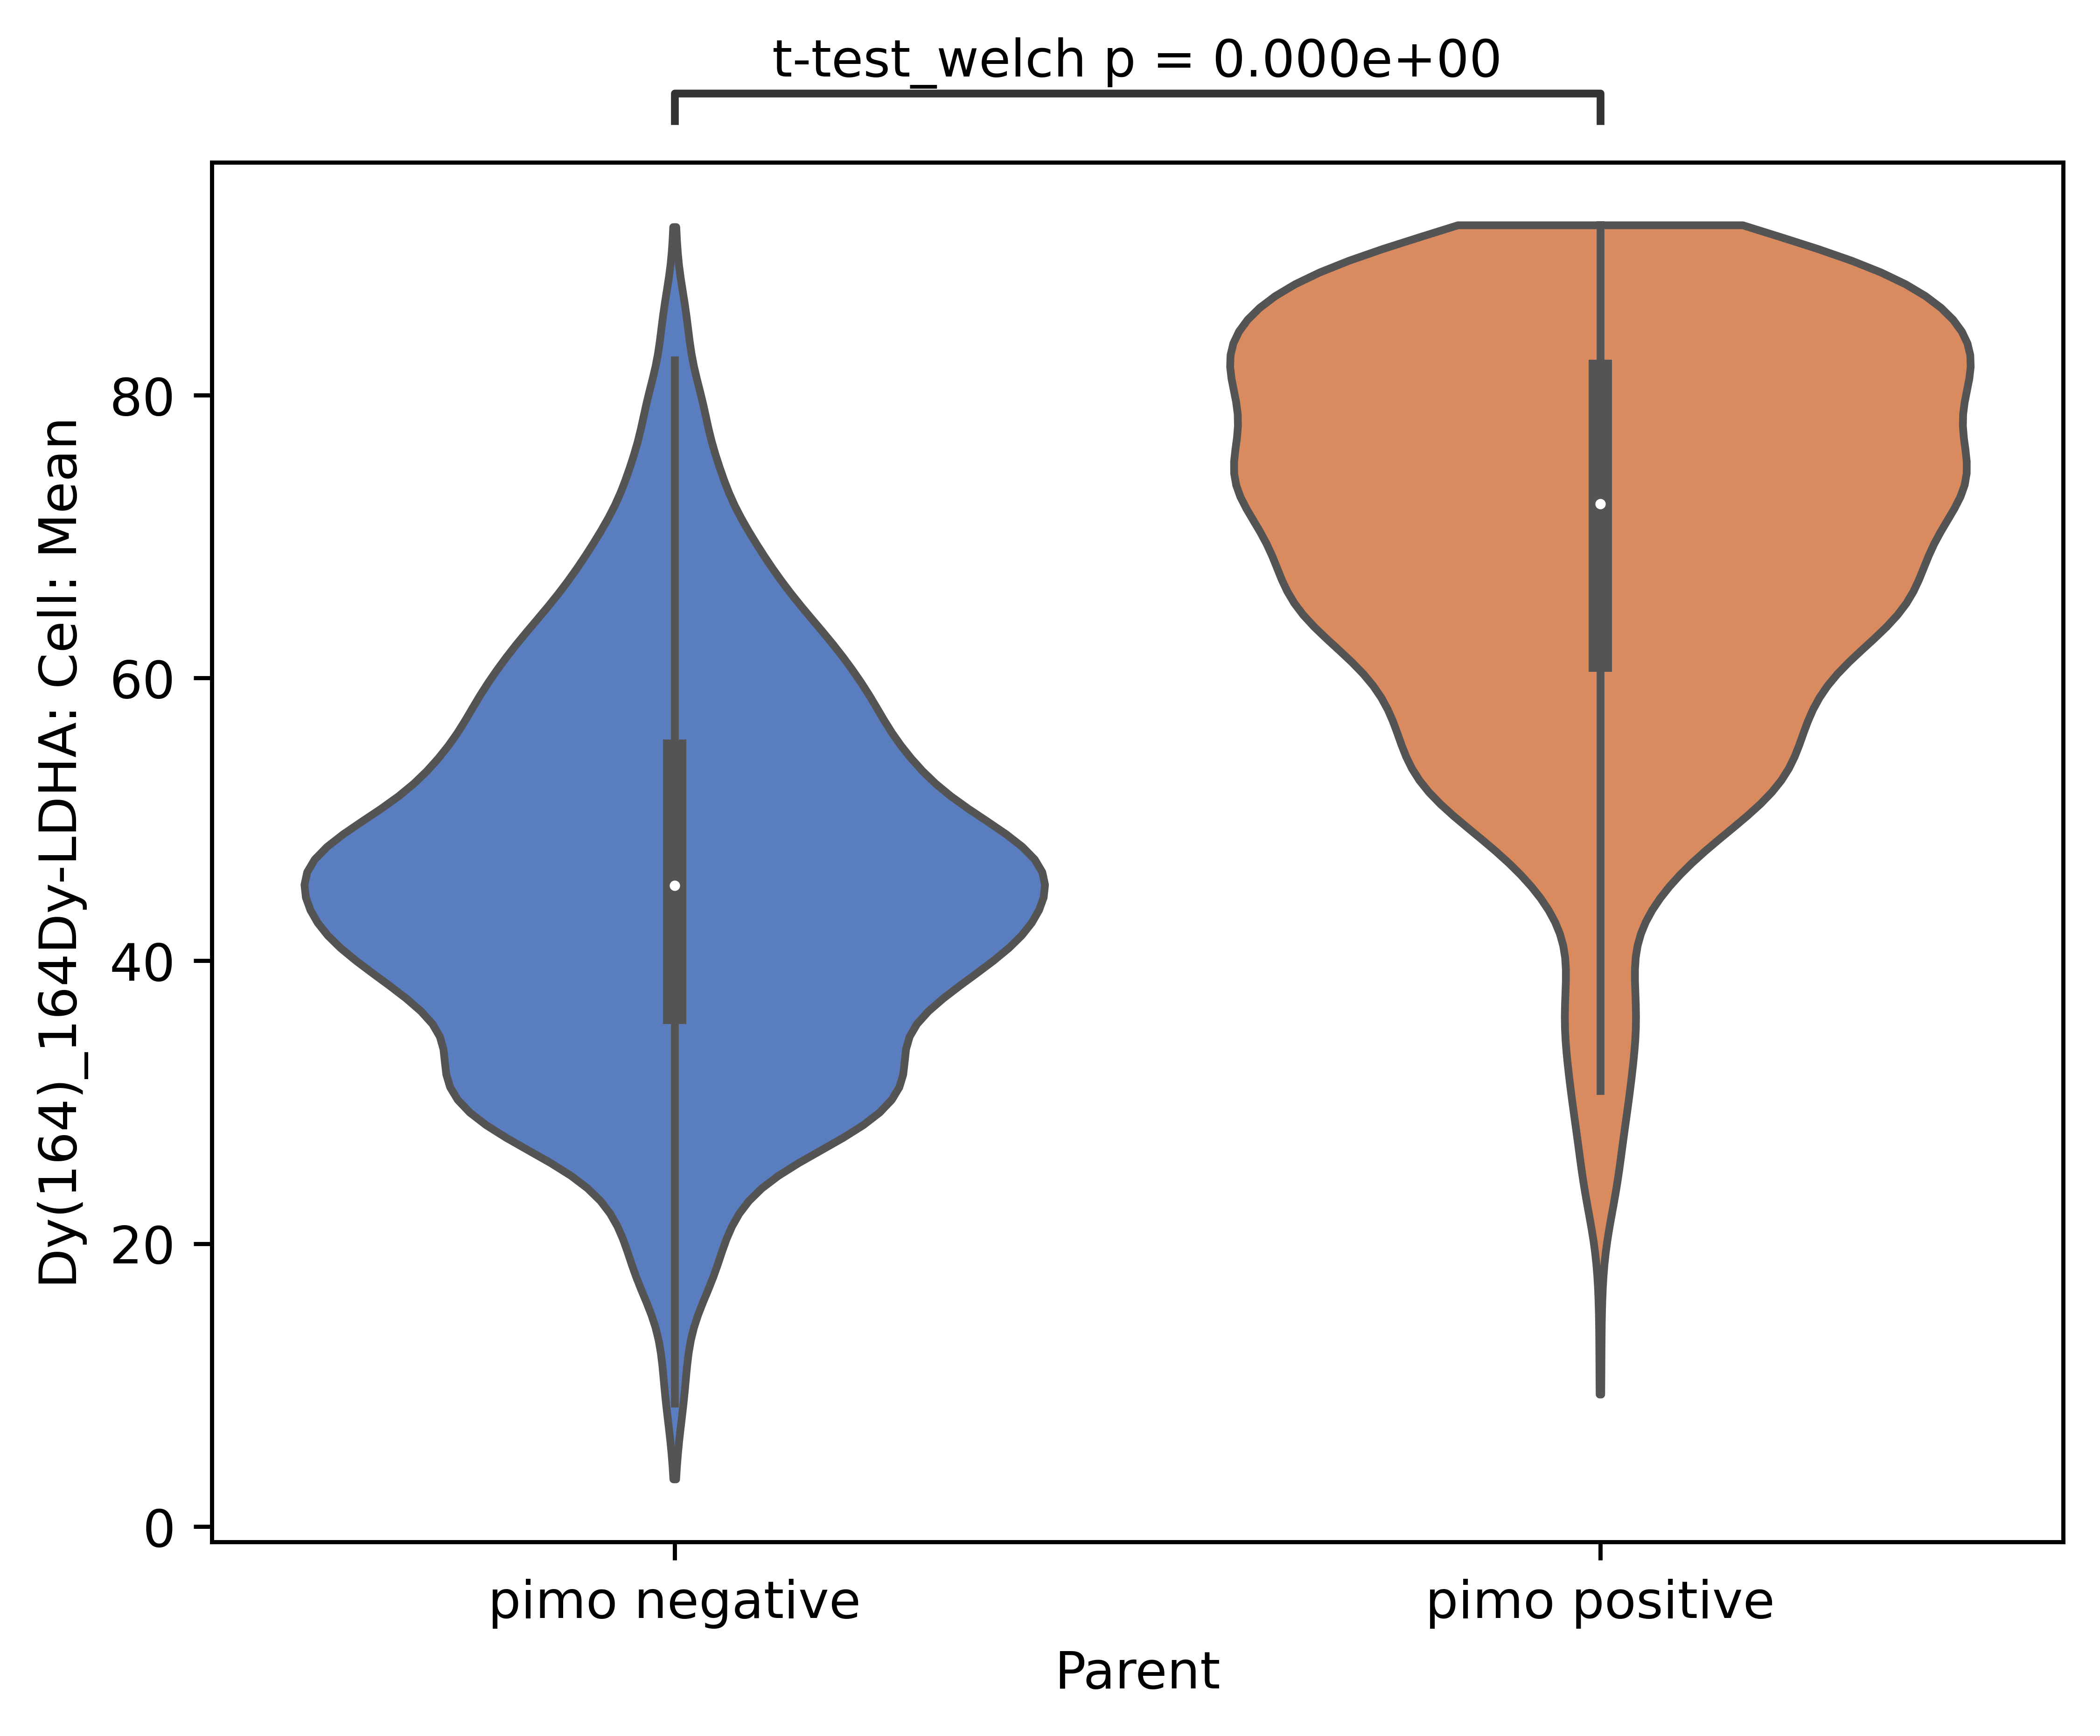 t-test_welch p = 0.000e+00
Dy(164)_164Dy-LDHA: Cell: Mean
80
60
40
20
0
pimo negative
pimo positive
Parent